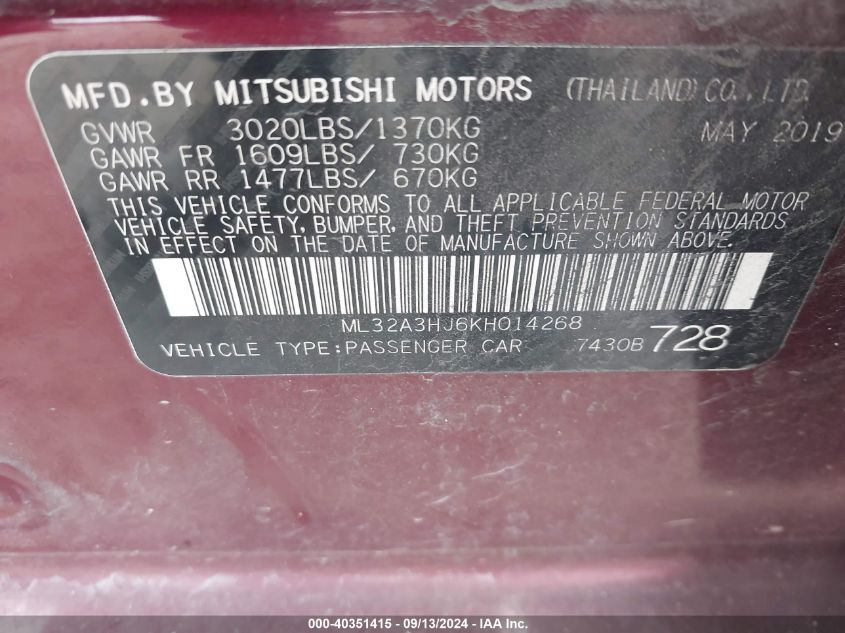 MFD.BY MITSUBISHI MOTORS (THAILAND) CO.,LTD.
GVWR 3020LBS/1370KG MAY 2019
GAWR FR 1609LBS/ 730KG
GAWR RR 1477LBS/ 670KG
THIS VEHICLE CONFORMS TO ALL APPLICABLE FEDERAL MOTOR
VEHICLE SAFETY, BUMPER, AND THEFT PREVENTION STANDARDS
IN EFFECT ON THE DATE OF MANUFACTURE SHOWN ABOVE.
ML32A3HJ6KH014268
VEHICLE TYPE:PASSENGER CAR 7430B 728
000-40351415 - 09/13/2024 - IAAI - Copyright IAA, Inc.